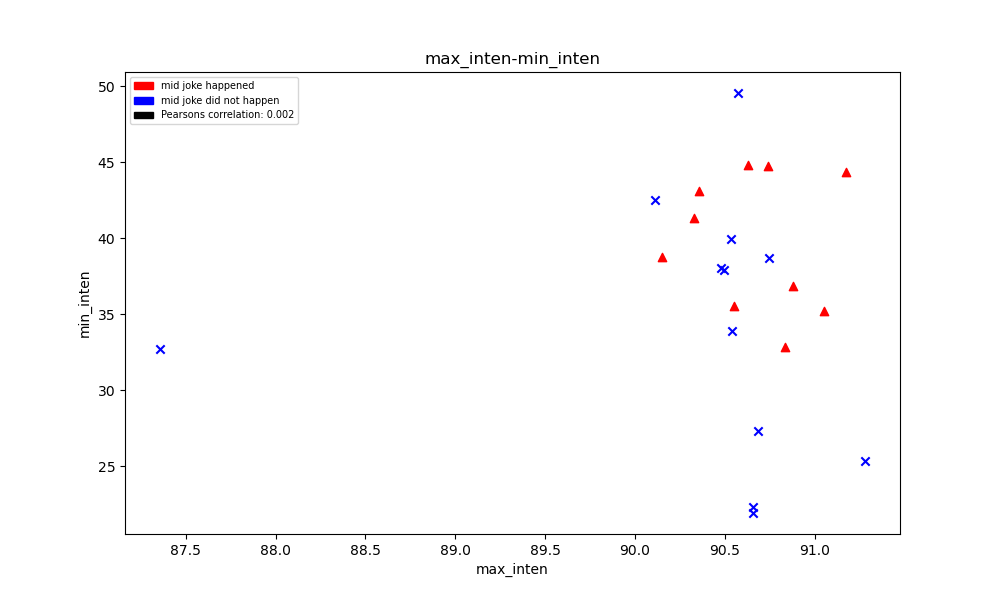 max_inten-min_inten
mid joke happened
mid joke did not happen
Pearsons correlation: 0.002
50
45
40
35
30
25
min_inten
87.5 88.0 88.5 89.0 89.5 90.0 90.5 91.0
max_inten